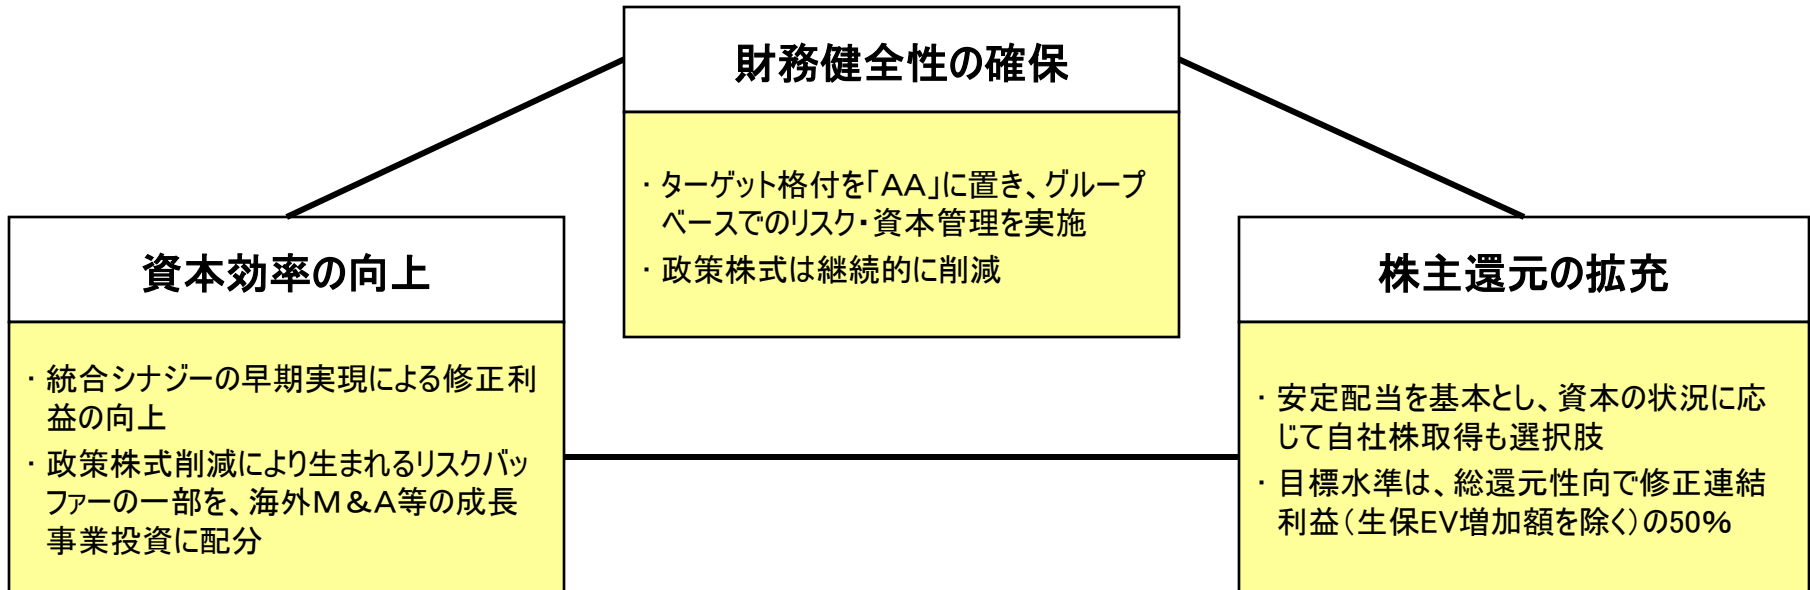 財務健全性の確保
・ターゲット格付を「AA」に置き、グループ
ベースでのリスク・資本管理を実施
・政策株式は継続的に削減
資本効率の向上
・統合シナジーの早期実現による修正利
益の向上
・政策株式削減により生まれるリスクバッ
ファーの一部を、海外M&A等の成長
事業投資に配分
株主還元の拡充
・安定配当を基本とし、資本の状況に応
じて自社株取得も選択肢
・目標水準は、総還元性向で修正連結
利益（生保EV増加額を除く）の50%